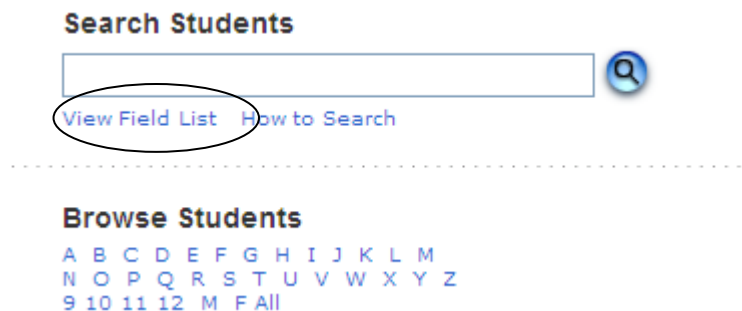 Search Students
View Field List How to Search
Browse Students
A B C D E F G H I J K L M
N O P Q R S T U V W X Y Z
9 10 11 12 M F All